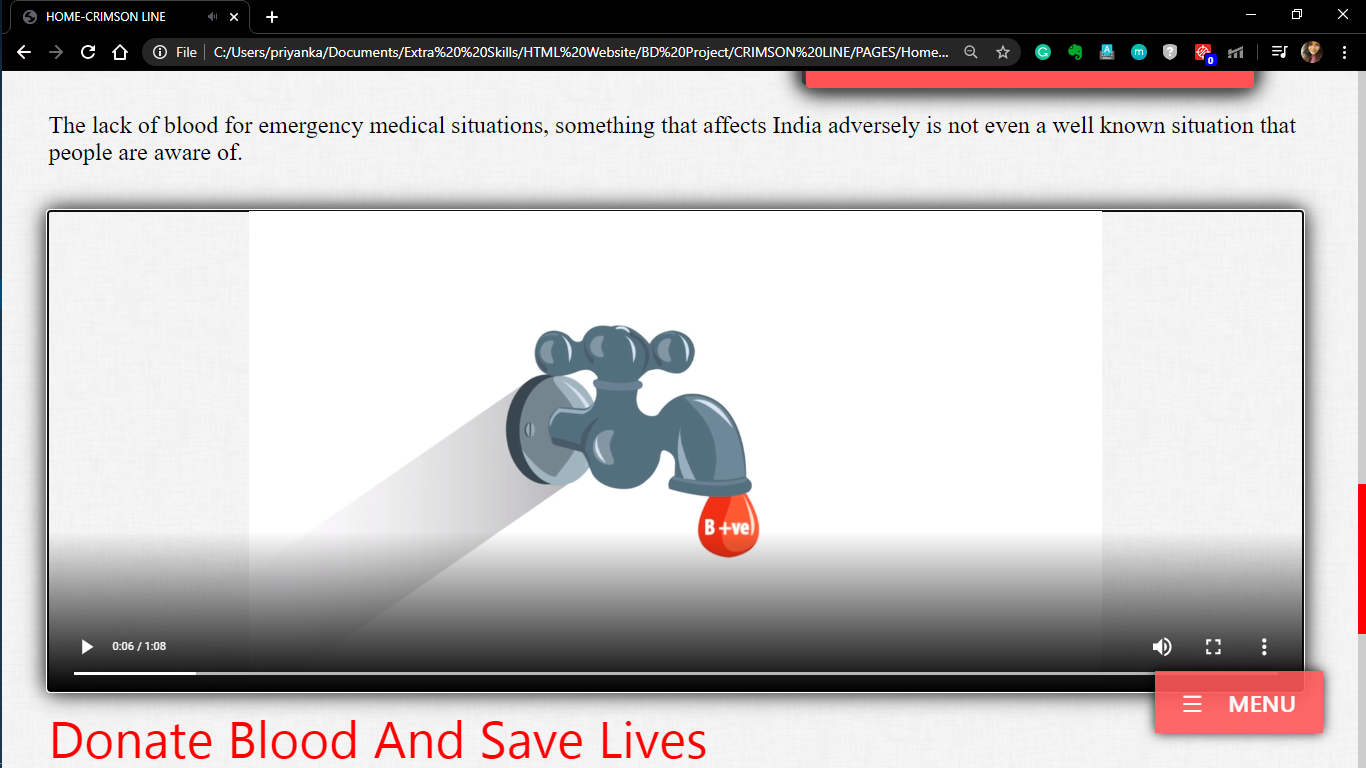 HOME-CRIMSON LINE
File
C:/Users/priyanka/Documents/Extra%20%20Skills/HTML%20Website/BD%20Project/CRIMSON%20LINE/PAGES/Home...
0
The lack of blood for emergency medical situations, something that affects India adversely is not even a well known situation that
people are aware of.
B +ve
0:06 / 1:08
MENU
Donate Blood And Save Lives